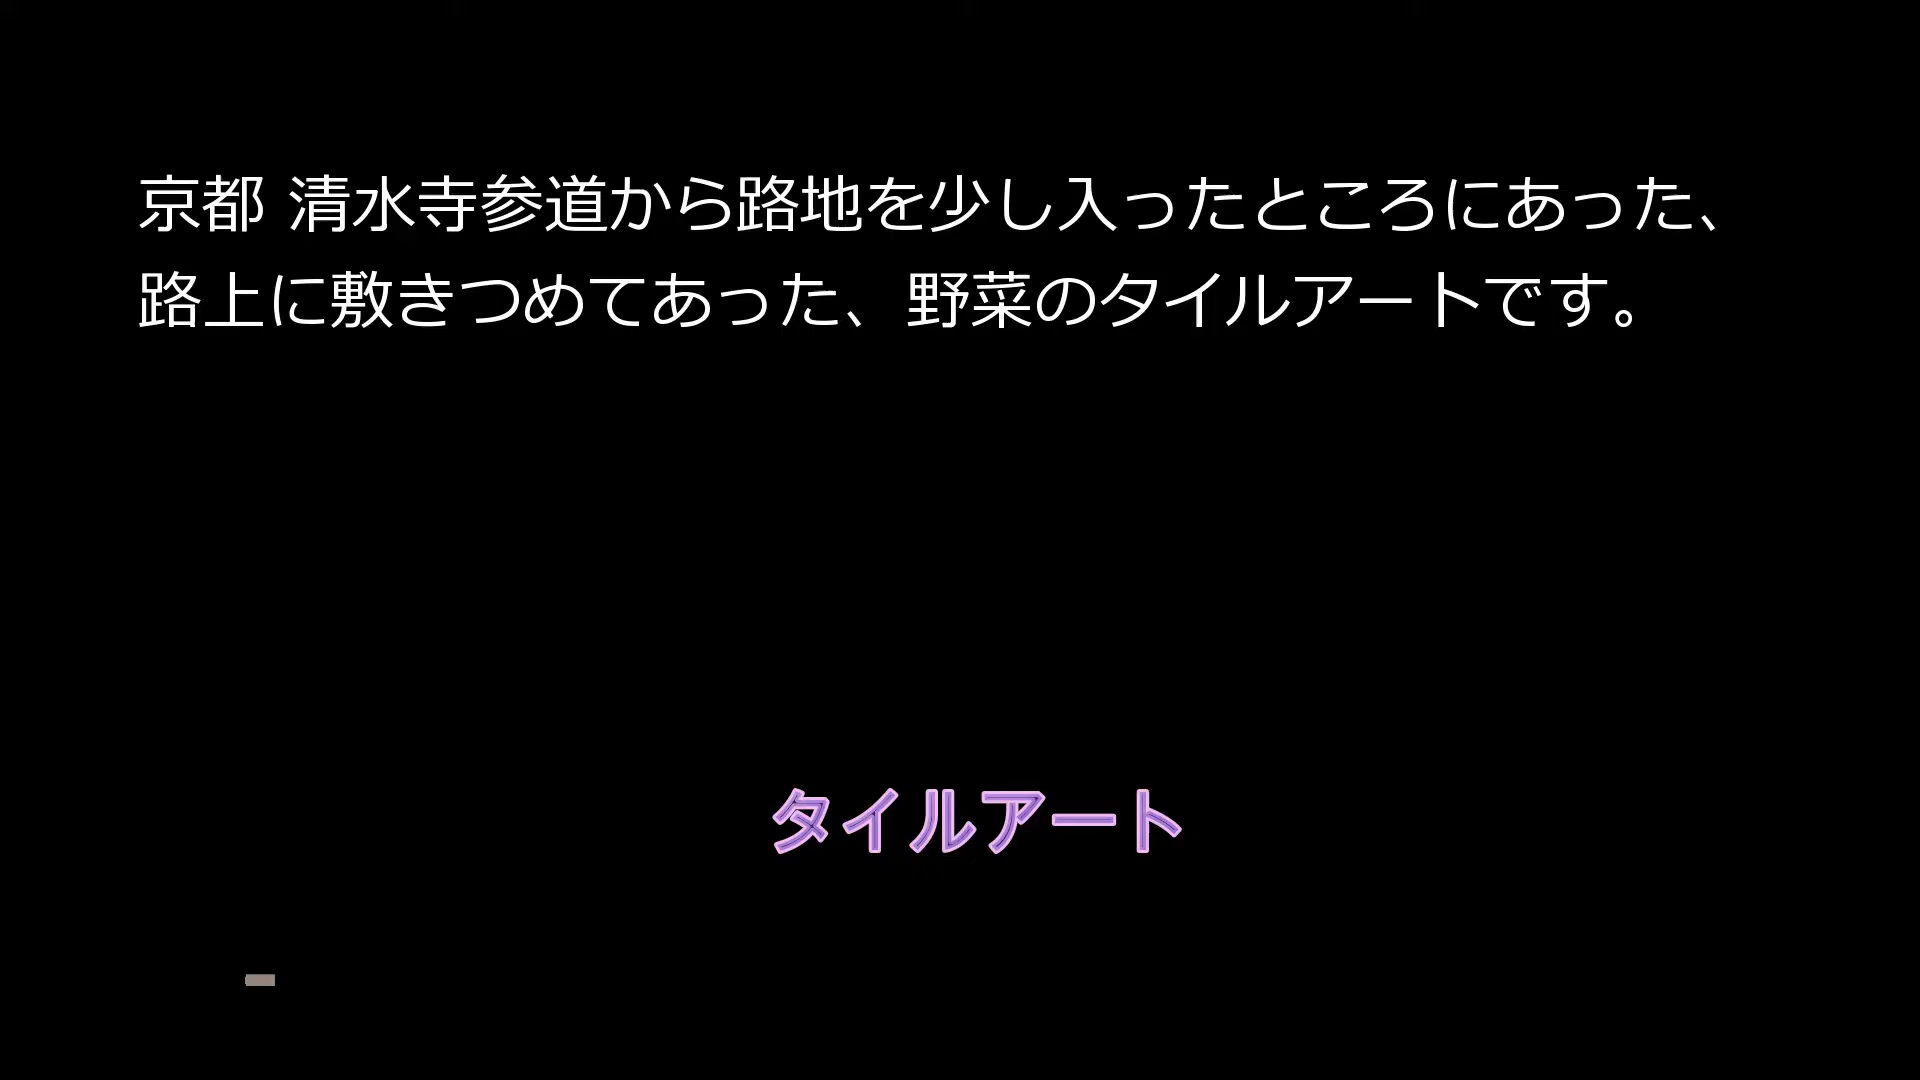 京都 清水寺参道から路地を少し入ったところにあった、
路上に敷きつめてあった、野菜のタイルアートです。
タイルアート